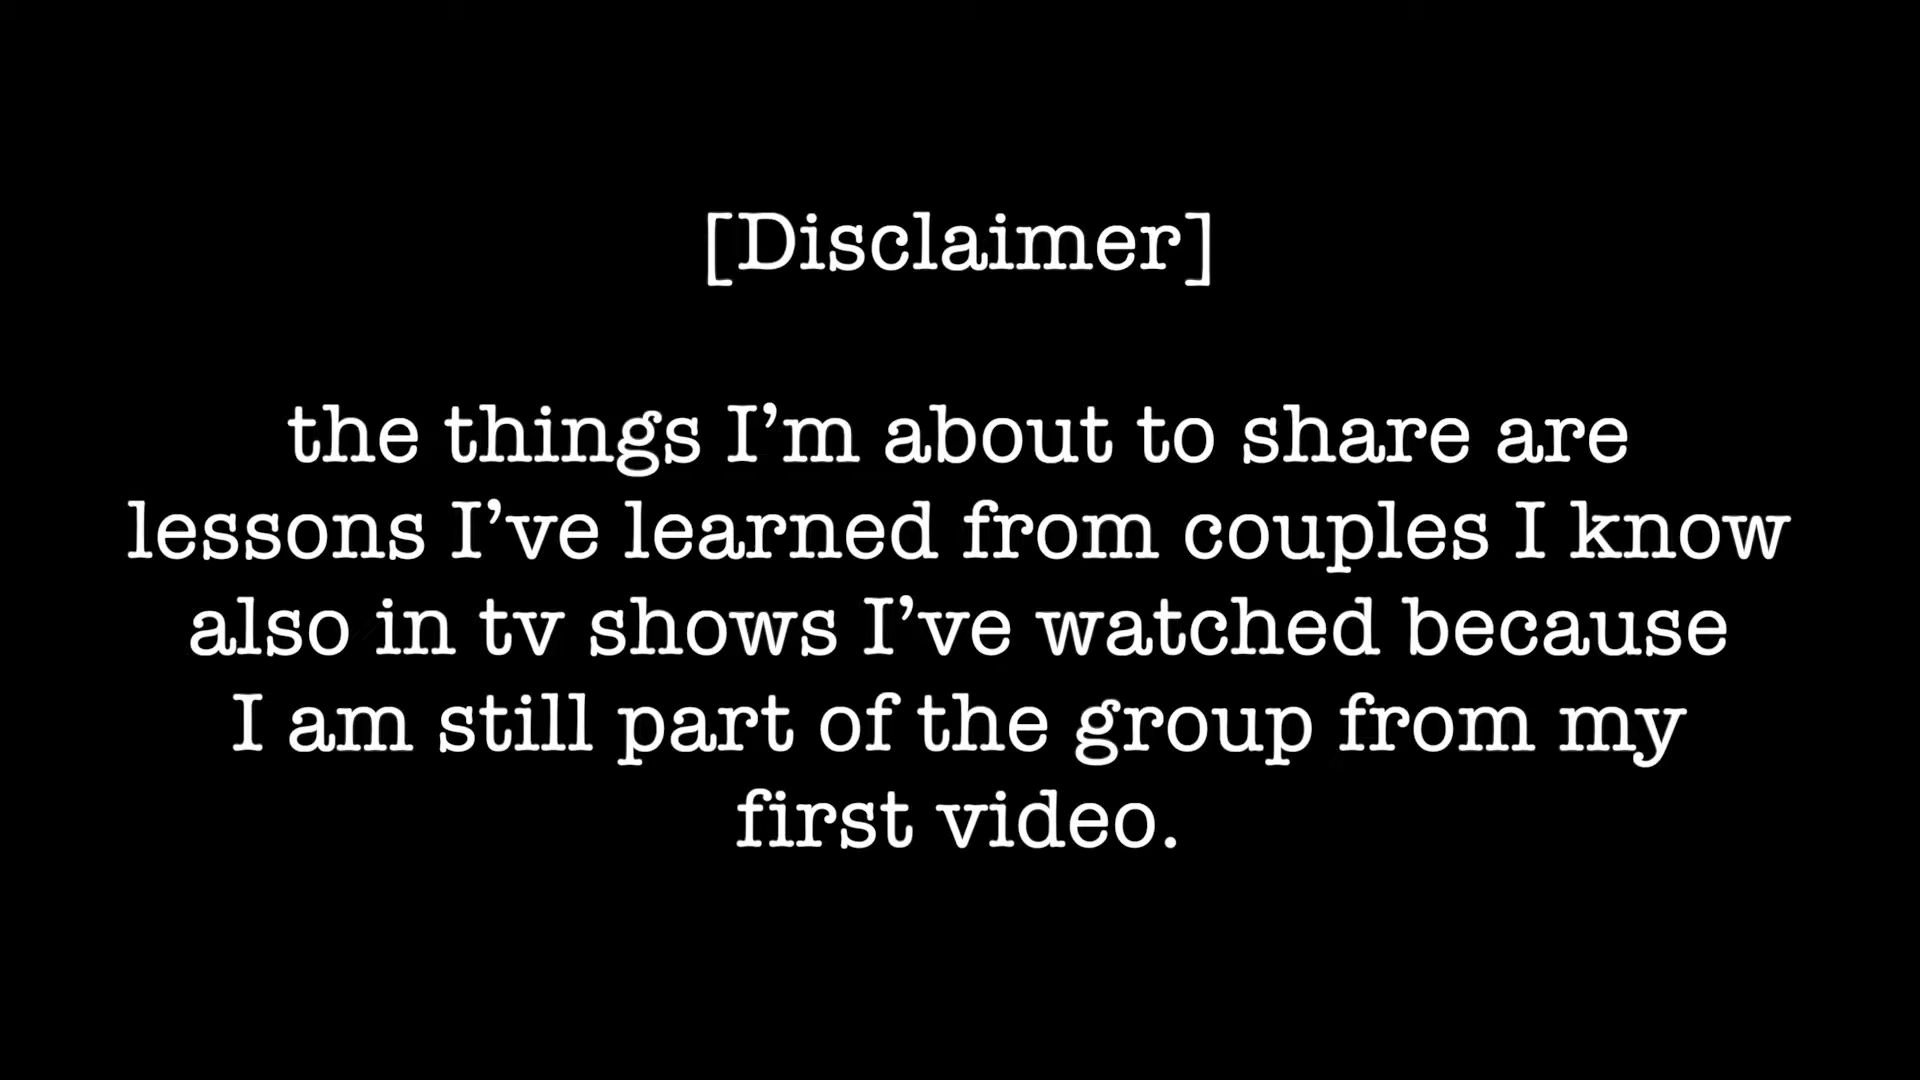 [Disclaimer]
the things I’m about to share are
lessons I’ve learned from couples I know
also in tv shows I’ve watched because
I am still part of the group from my
first video.